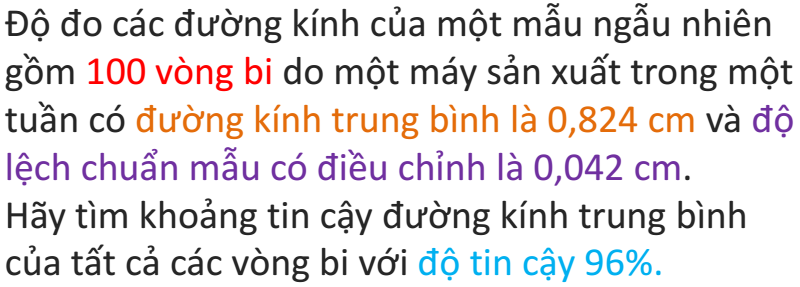 Độ đo các đường kính của một mẫu ngẫu nhiên
gồm 100 vòng bi do một máy sản xuất trong một
tuần có đường kính trung bình là 0,824 cm và độ
lệch chuẩn mẫu có điều chỉnh là 0,042 cm.
Hãy tìm khoảng tin cậy đường kính trung bình
của tất cả các vòng bi với độ tin cậy 96%.